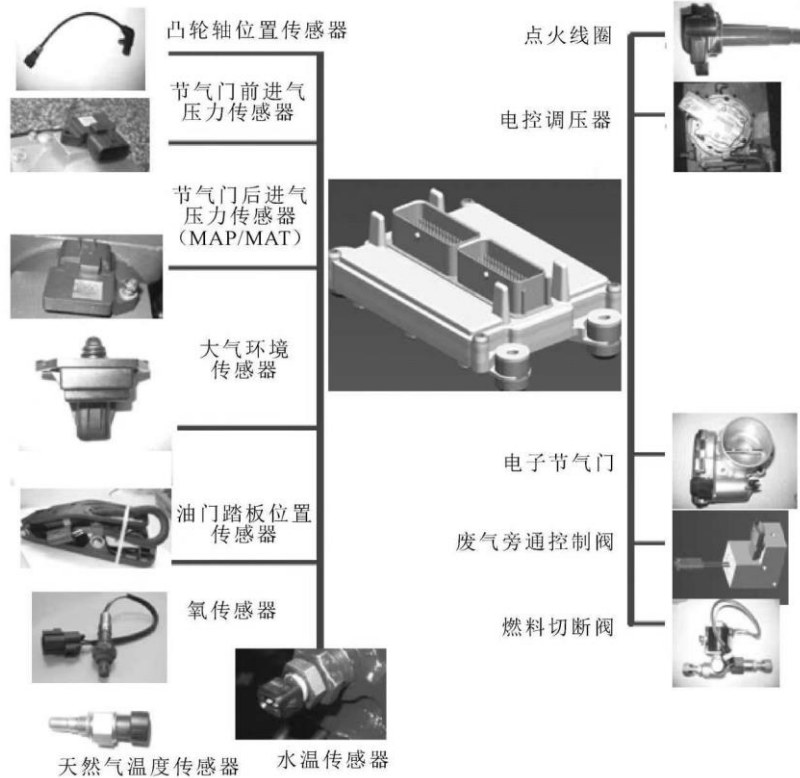 凸轮轴位置传感器
节气门前进气
压力传感器
节气门后进气
压力传感器
（MAP/MAT）
大气环境
传感器
油门踏板位置
传感器
氧传感器
天然气温度传感器
水温传感器
点火线圈
电控调压器
电子节气门
废气旁通控制阀
燃料切断阀